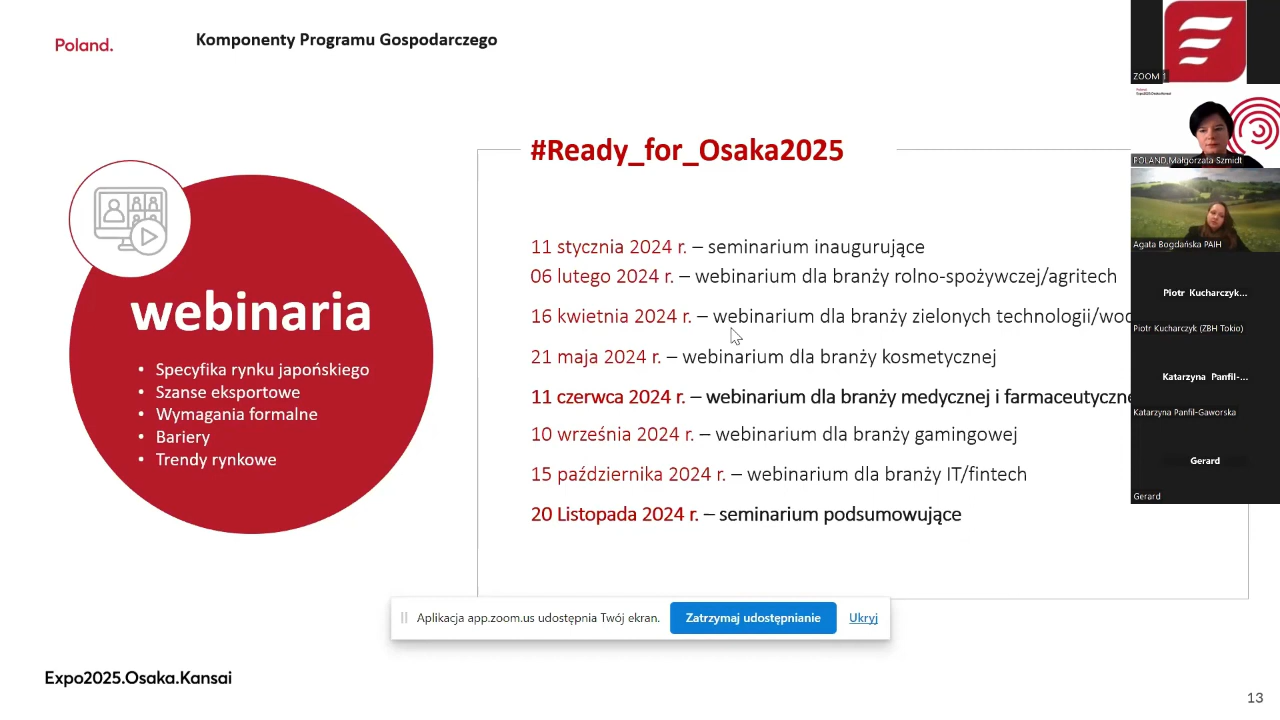 Poland.
Komponenty Programu Gospodarczego
#Ready_for_Osaka2025
webinaria
• Specyfika rynku japońskiego
• Szanse eksportowe
• Wymagania formalne
• Bariery
• Trendy rynkowe
11 stycznia 2024 r. – seminarium inaugurujące
06 lutego 2024 r. – webinarium dla branży rolno-spożywczej/agritech
16 kwietnia 2024 r. – webinarium dla branży zielonych technologii/
21 maja 2024 r. – webinarium dla branży kosmetycznej
11 czerwca 2024 r. – webinarium dla branży medycznej i
10 września 2024 r. – webinarium dla branży gamingowej
15 października 2024 r. – webinarium dla branży IT/fintech
20 Listopada 2024 r. – seminarium podsumowujące
Aplikacja app.zoom.us udostępnia Twój ekran.
Zatrzymaj udostępnianie
Ukryj
Expo2025.Osaka.Kansai
13
ZOOM 1
POLAND Małgorzata Szmidt
Agata Bogdańska PAIH
Piotr Kucharczyk...
Piotr Kucharczyk (ZBH Tokio)
Katarzyna Panfil-...
Katarzyna Panfil-Gaworska
Gerard
Gerard